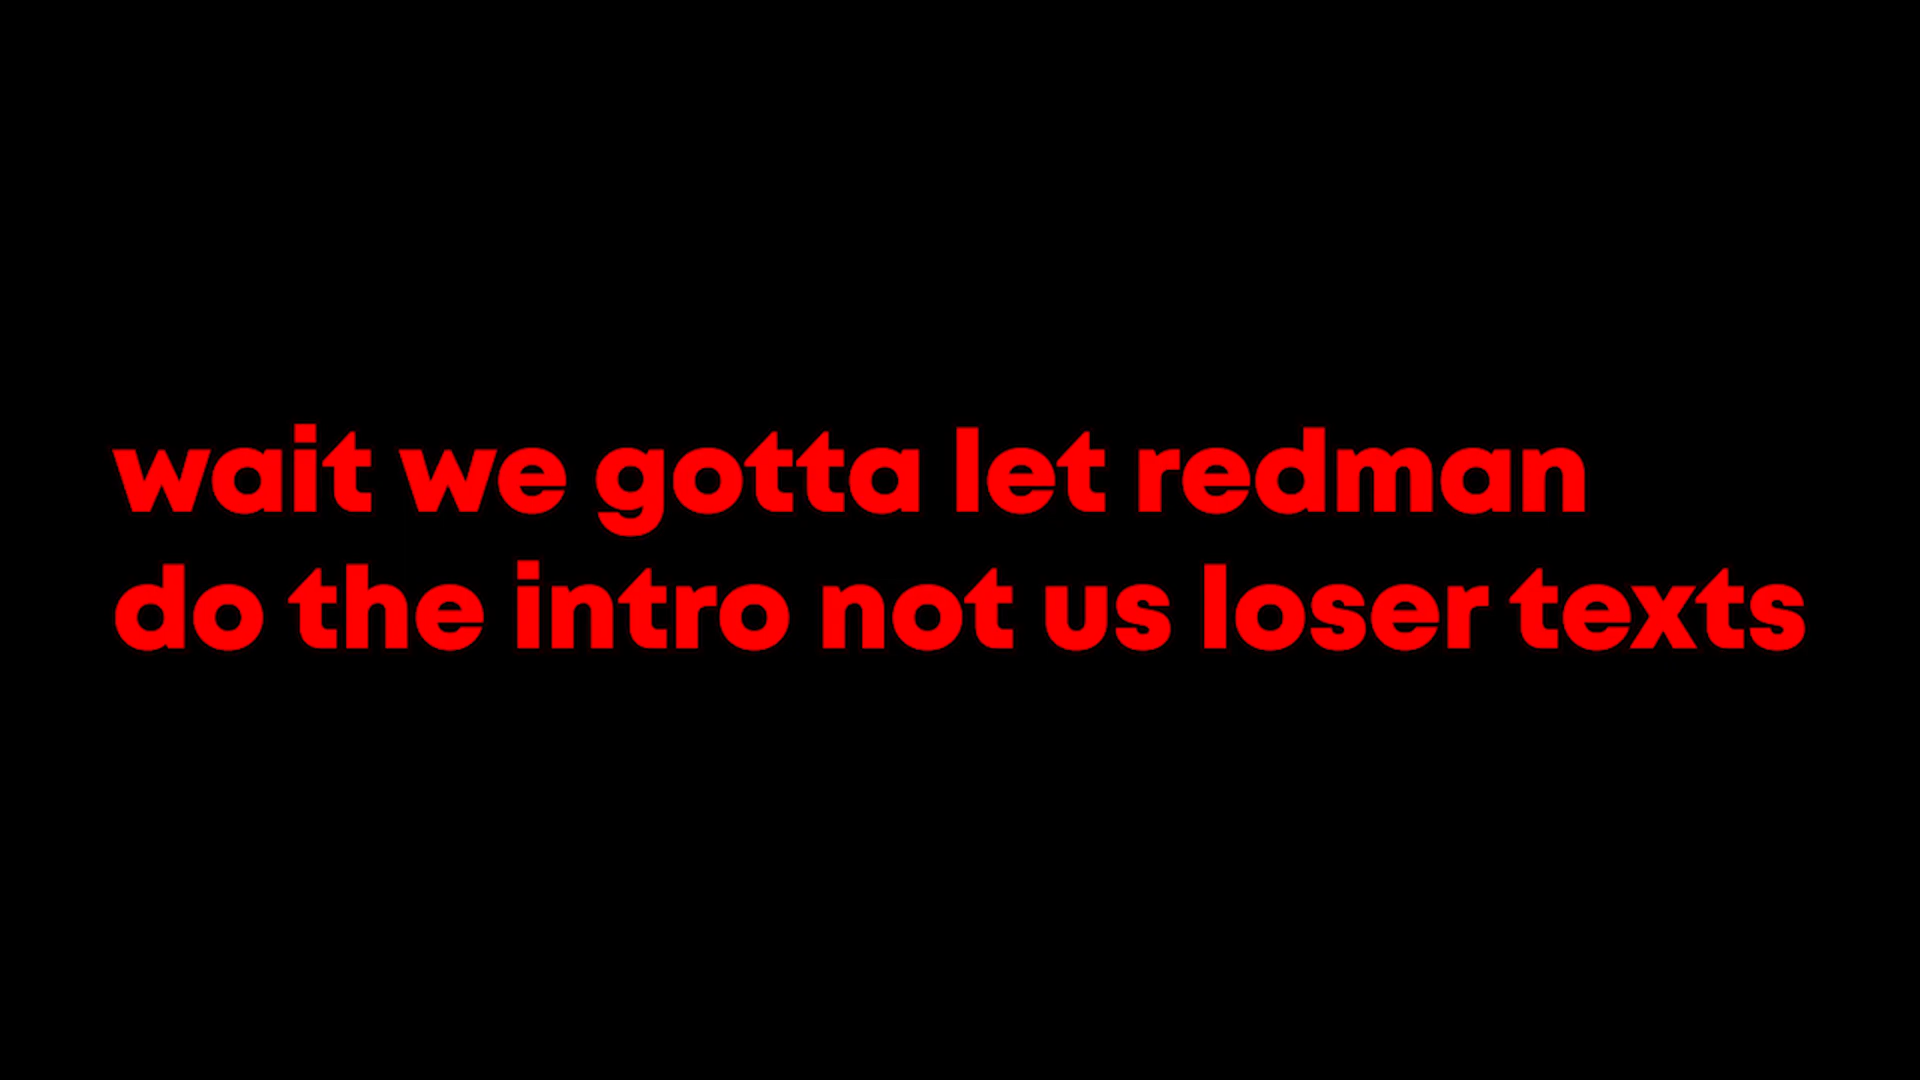 wait we gotta let redman
do the intro not us loser texts